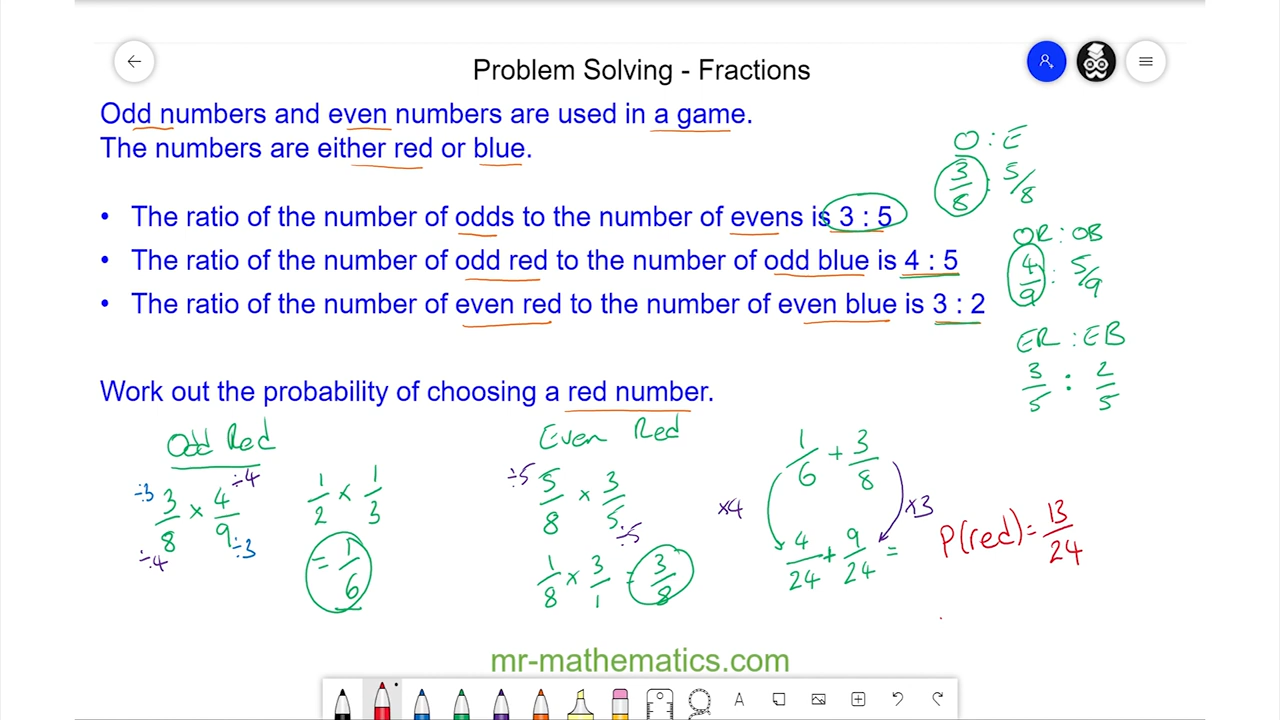 Problem Solving - Fractions
Odd numbers and even numbers are used in a game.
The numbers are either red or blue.
O : E
3/8 : 5/8
• The ratio of the number of odds to the number of evens is 3 : 5
• The ratio of the number of odd red to the number of odd blue is 4 : 5
• The ratio of the number of even red to the number of even blue is 3 : 2
OR : OB
4/9 : 5/9
ER : EB
3/5 : 2/5
Work out the probability of choosing a red number.
Odd Red
÷3 ÷4
3/8 × 4/9
÷4 ÷3
1/2 × 1/3
= 1/6
Even Red
÷5
5/8 × 3/5
÷5
1/8 × 3/1 = 3/8
1/6 + 3/8
×4 ×3
4/24 + 9/24 =
P(red) = 13/24
mr-mathematics.com
A